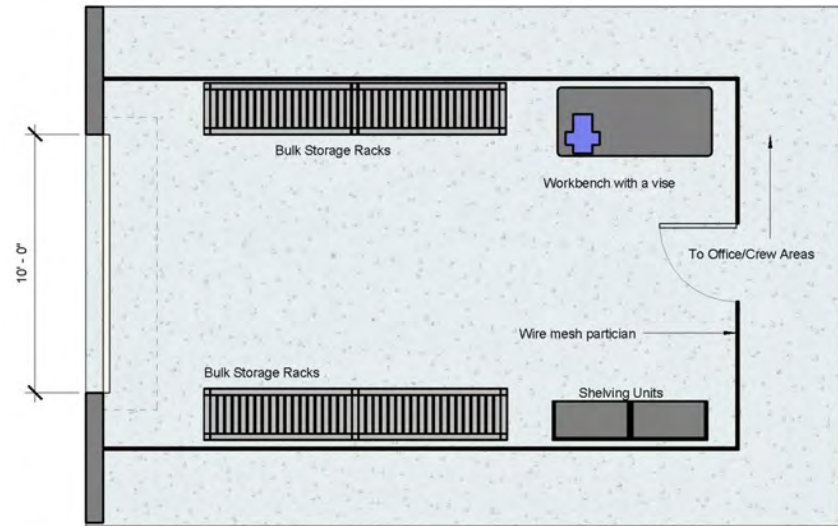 Bulk Storage Racks
Workbench with a vise
10' - 0"
To Office/Crew Areas
Wire mesh partician
Bulk Storage Racks
Shelving Units